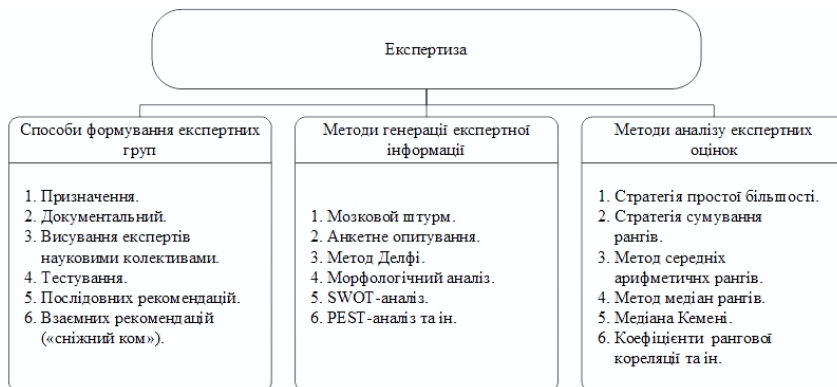 Експертиза
Способи формування експертних
груп
1. Призначення.
2. Документальний.
3. Висування експертів
науковими колективами.
4. Тестування.
5. Послідовних рекомендацій.
6. Взаємних рекомендацій
(«сніжний ком»).
Методи генерації експертної
інформації
1. Мозковой штурм.
2. Анкетне опитування.
3. Метод Делфі.
4. Морфологічний аналіз.
5. SWOT-аналіз.
6. PEST-аналіз та ін.
Методи аналізу експертних
оцінок
1. Стратегія простої більшості.
2. Стратегія сумування
рангів.
3. Метод середніх
арифметичнх рангів.
4. Метод медіан рангів.
5. Медіана Кемені.
6. Коефіцієнти рангової
кореляції та ін.